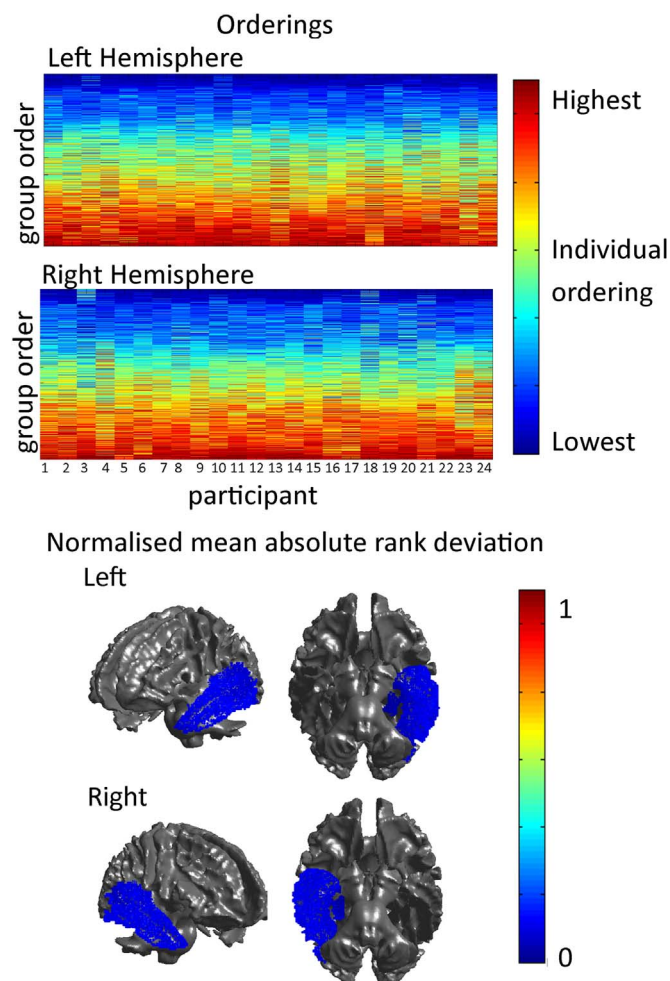 Orderings
Left Hemisphere
group order
Highest
Individual
ordering
Lowest
Right Hemisphere
group order
1 2 3 4 5 6 7 8 9 10 11 12 13 14 15 16 17 18 19 20 21 22 23 24
participant
Normalised mean absolute rank deviation
Left
Right
1
0